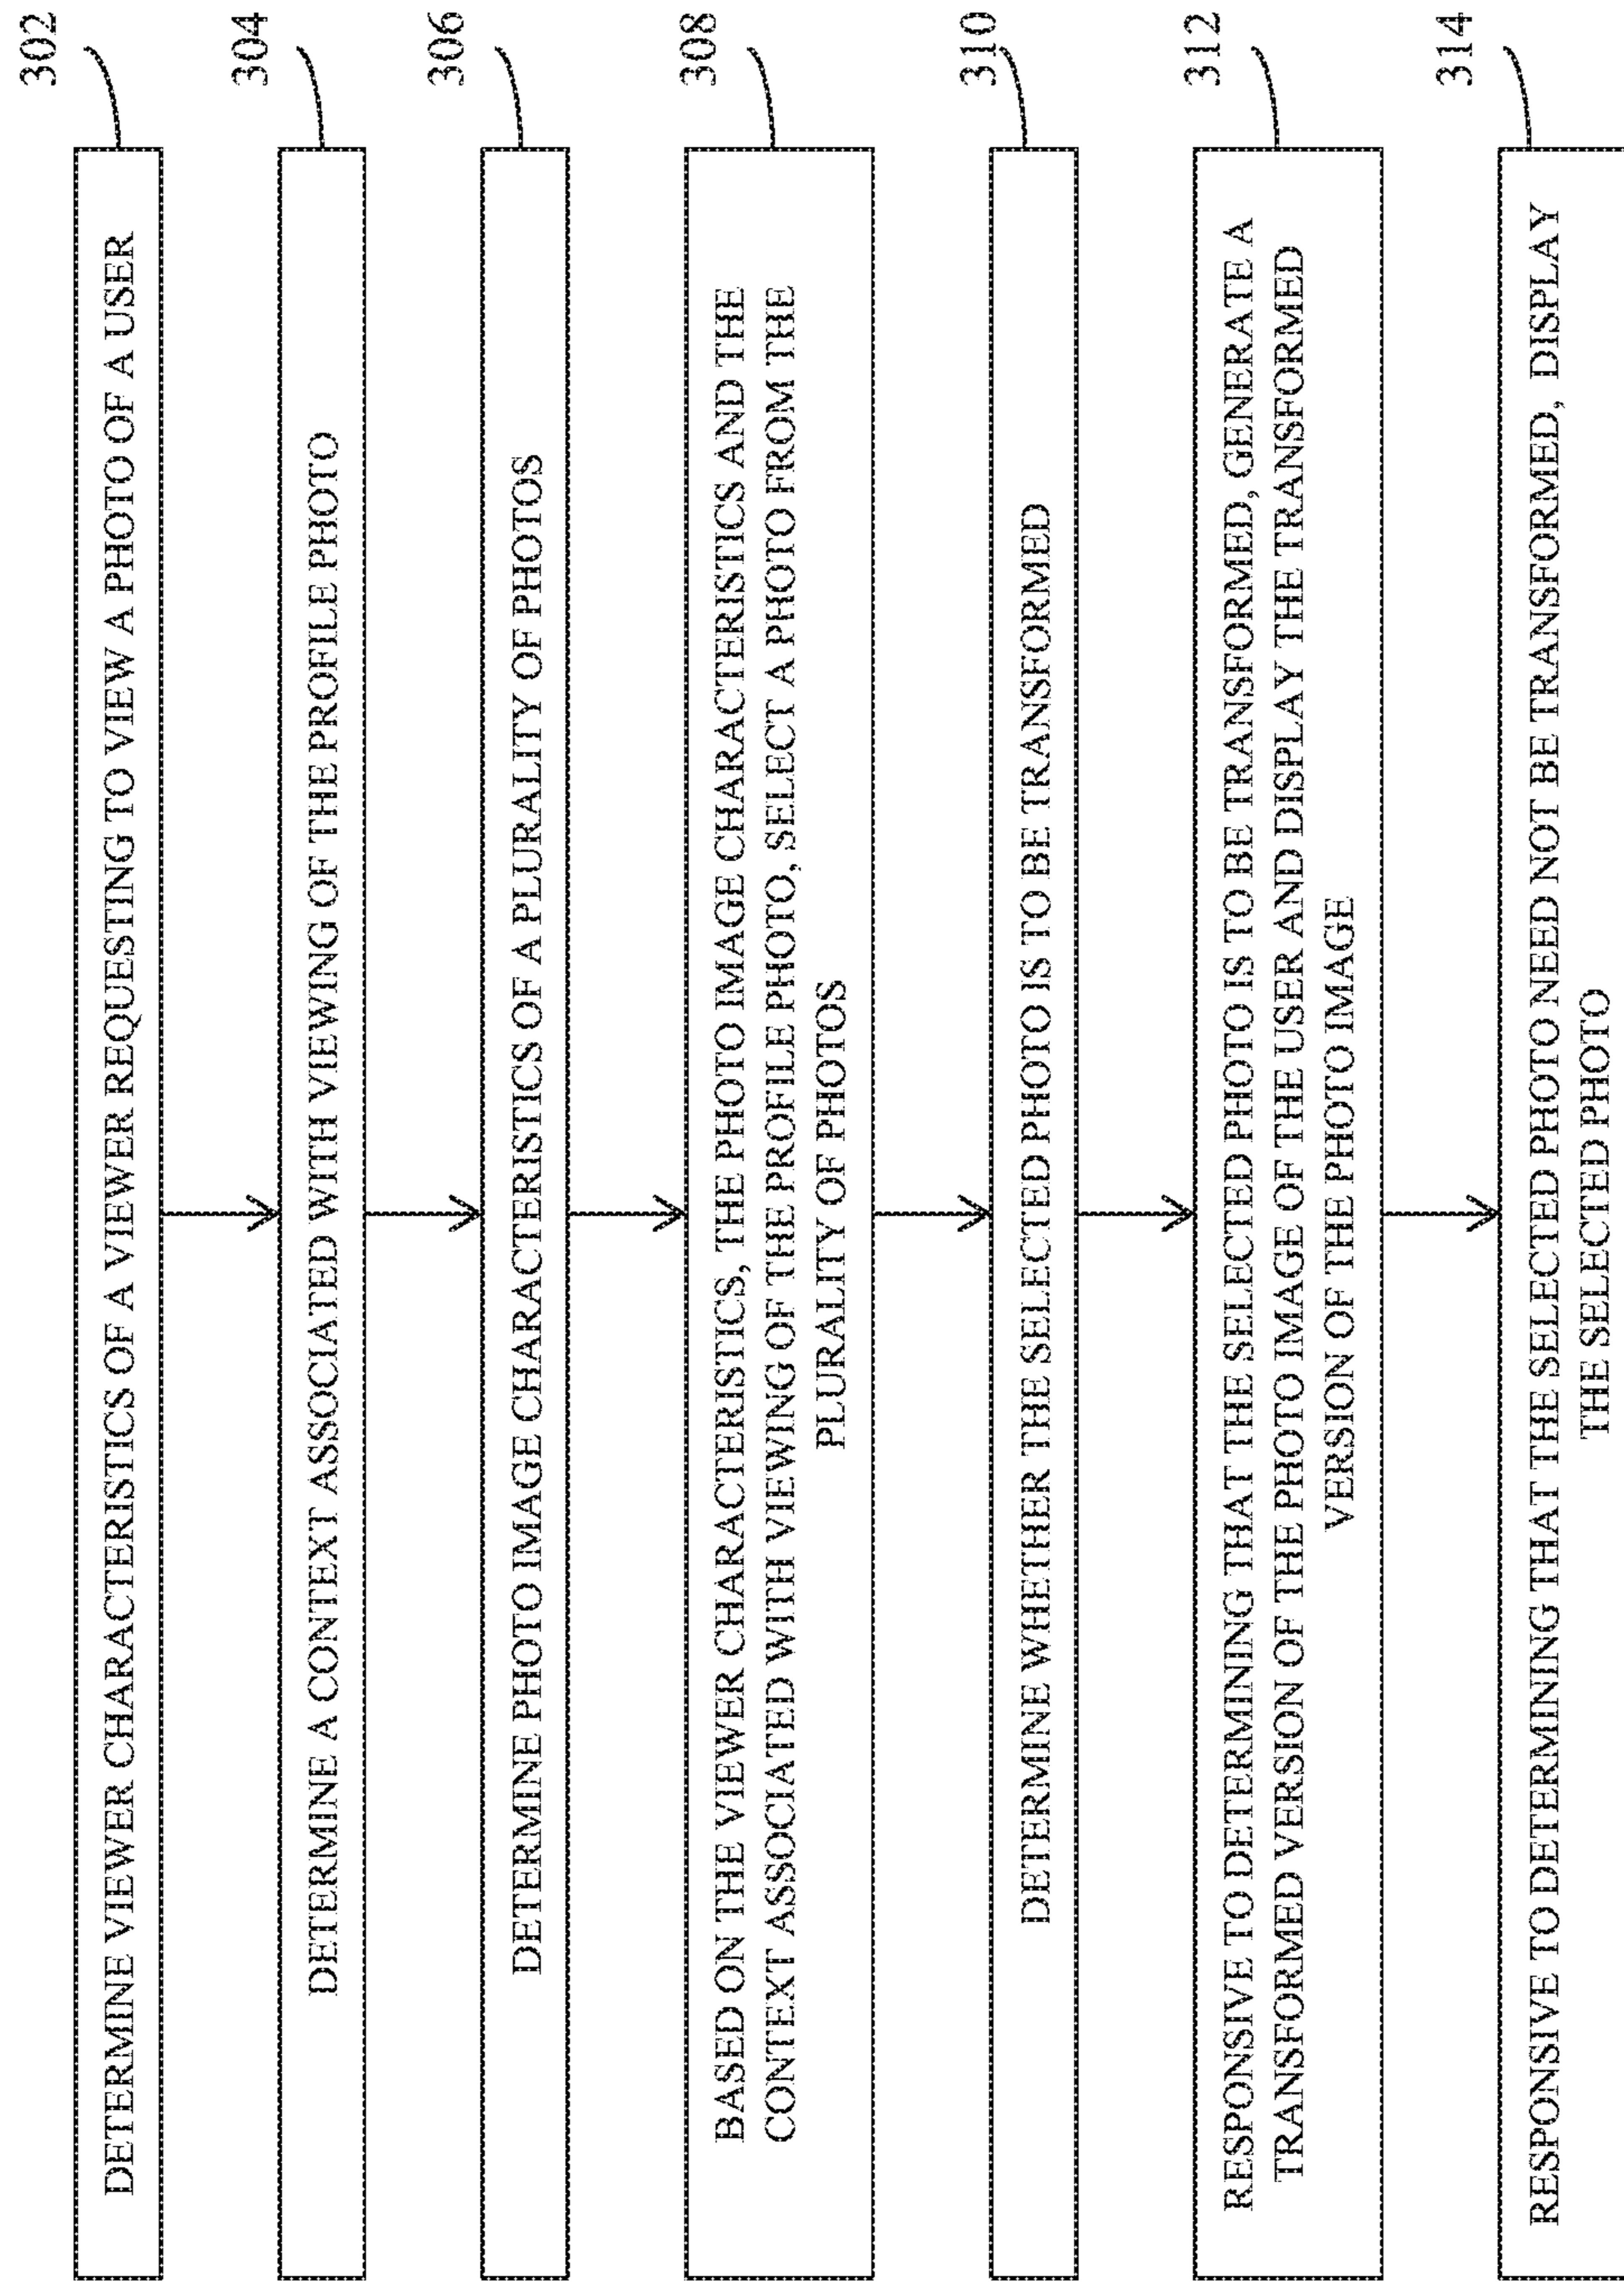 302
DETERMINE VIEWER CHARACTERISTICS OF A VIEWER REQUESTING TO VIEW A PHOTO OF A USER
304
DETERMINE A CONTEXT ASSOCIATED WITH VIEWING OF THE PROFILE PHOTO
306
DETERMINE PHOTO IMAGE CHARACTERISTICS OF A PLURALITY OF PHOTOS
308
BASED ON THE VIEWER CHARACTERISTICS, THE PHOTO IMAGE CHARACTERISTICS AND THE
CONTEXT ASSOCIATED WITH VIEWING OF THE PROFILE PHOTO, SELECT A PHOTO FROM THE
PLURALITY OF PHOTOS
310
DETERMINE WHETHER THE SELECTED PHOTO IS TO BE TRANSFORMED
312
RESPONSIVE TO DETERMINING THAT THE SELECTED PHOTO IS TO BE TRANSFORMED, GENERATE A
TRANSFORMED VERSION OF THE PHOTO IMAGE OF THE USER AND DISPLAY THE TRANSFORMED
VERSION OF THE PHOTO IMAGE
314
RESPONSIVE TO DETERMINING THAT THE SELECTED PHOTO NEED NOT BE TRANSFORMED, DISPLAY
THE SELECTED PHOTO